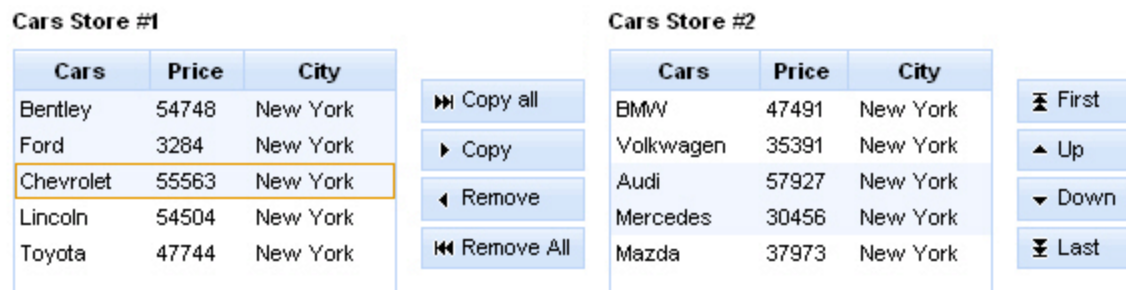 Cars Store #1
Cars Price City
Bentley 54748 New York
Ford 3284 New York
Chevrolet 55563 New York
Lincoln 54504 New York
Toyota 47744 New York
Copy all
Copy
Remove
Remove All
Cars Store #2
Cars Price City
BMW 47491 New York
Volkwagen 35391 New York
Audi 57927 New York
Mercedes 30456 New York
Mazda 37973 New York
First
Up
Down
Last